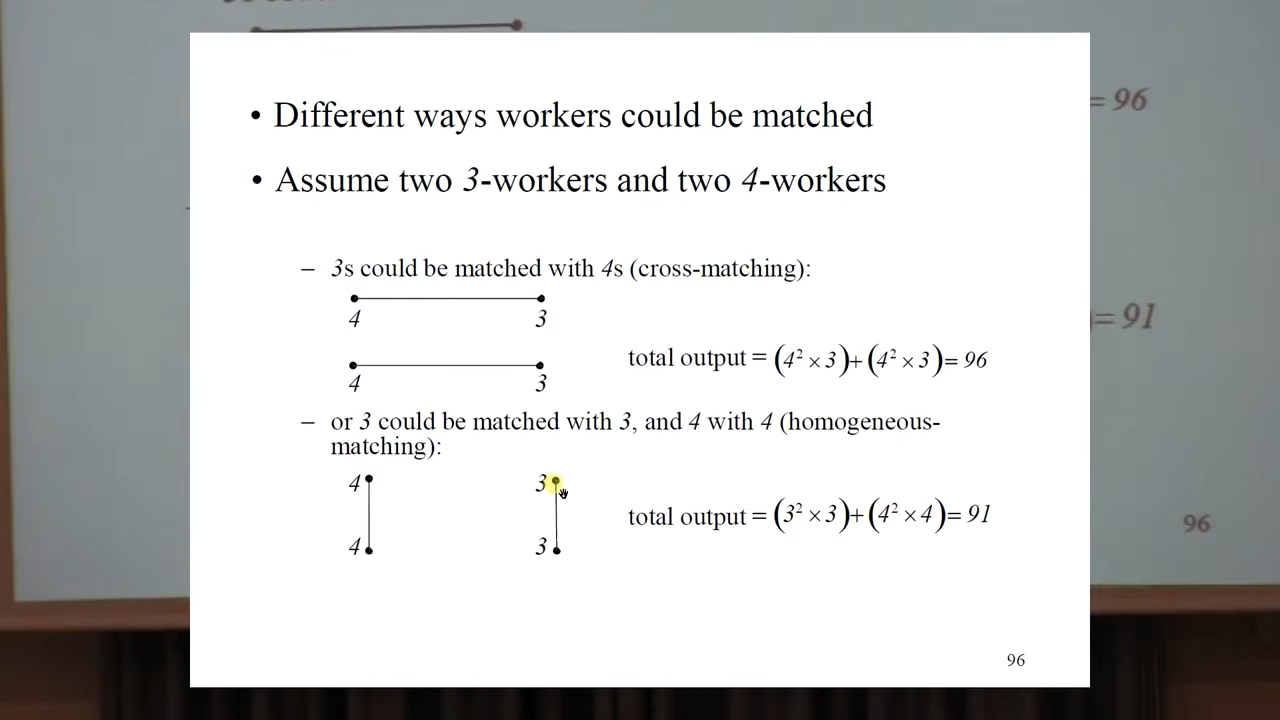 = 96
• Different ways workers could be matched
• Assume two 3-workers and two 4-workers
– 3s could be matched with 4s (cross-matching):
4 3
total output = (4² × 3)+(4² × 3)= 96
4 3
– or 3 could be matched with 3, and 4 with 4 (homogeneous-
matching):
4 3
total output = (3² × 3)+(4² × 4)= 91
4 3
96
)= 91
96